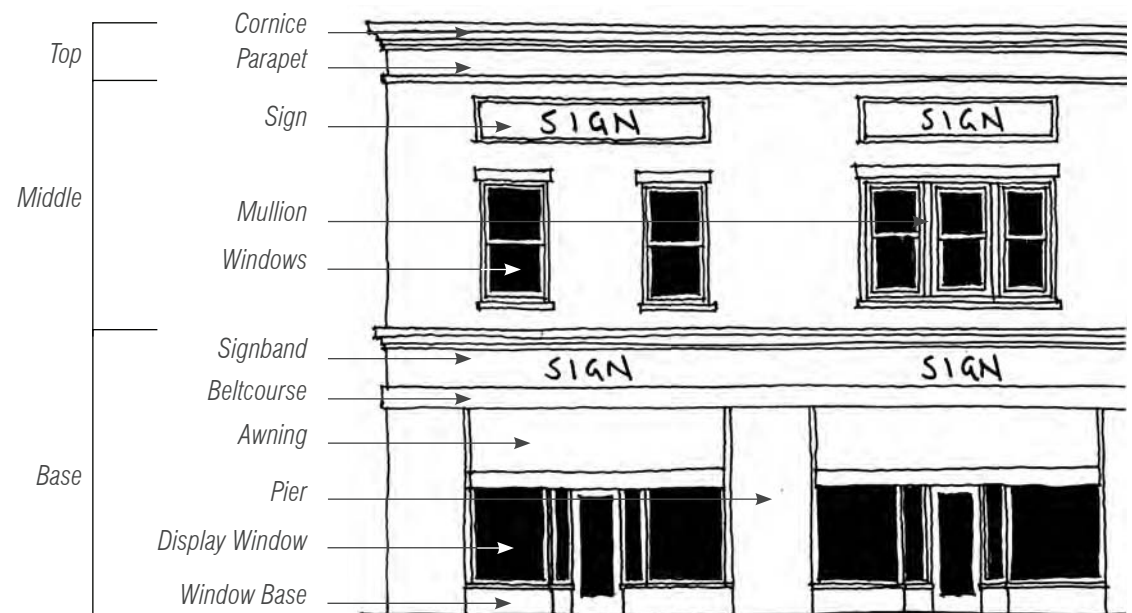 Cornice
Top
Parapet
Sign
SIGN
SIGN
Middle
Mullion
Windows
Signband
SIGN
SIGN
Beltcourse
Awning
Base
Pier
Display Window
Window Base